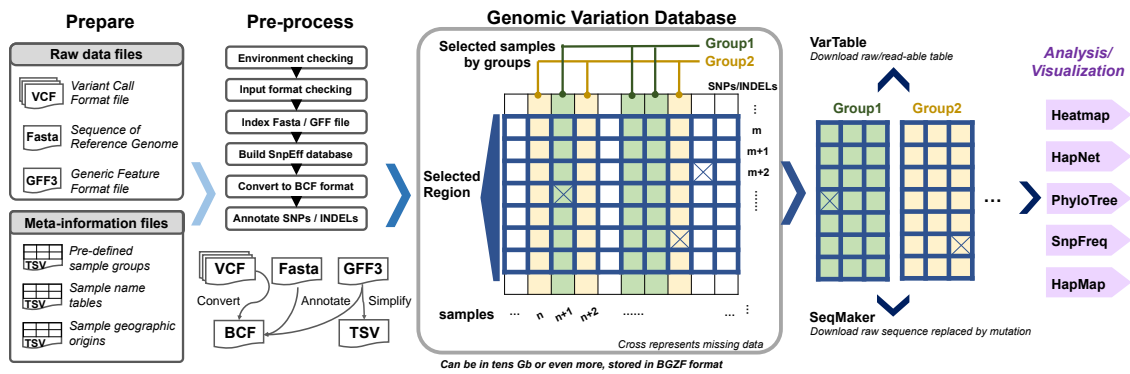 Prepare
Raw data files
VCF
Variant Call
Format file
Fasta
Sequence of
Reference Genome
GFF3
Generic Feature
Format file
Meta-information files
TSV
Pre-defined
sample groups
TSV
Sample name
tables
TSV
Sample geographic
origins
Pre-process
Environment checking
Input format checking
Index Fasta / GFF file
Build SnpEff database
Convert to BCF format
Annotate SNPs / INDELs
VCF
Fasta
GFF3
Convert
Annotate
Simplify
BCF
TSV
Genomic Variation Database
Selected samples
by groups
Group1
Group2
SNPs/INDELs
...
m
m+1
m+2
......
Selected
Region
samples
...
n
n+1
n+2
......
...
...
Cross represents missing data
Can be in tens Gb or even more, stored in BGZF format
VarTable
Download raw/read-able table
Group1
Group2
...
SeqMaker
Download raw sequence replaced by mutation
Analysis/
Visualization
Heatmap
HapNet
PhyloTree
SnpFreq
HapMap